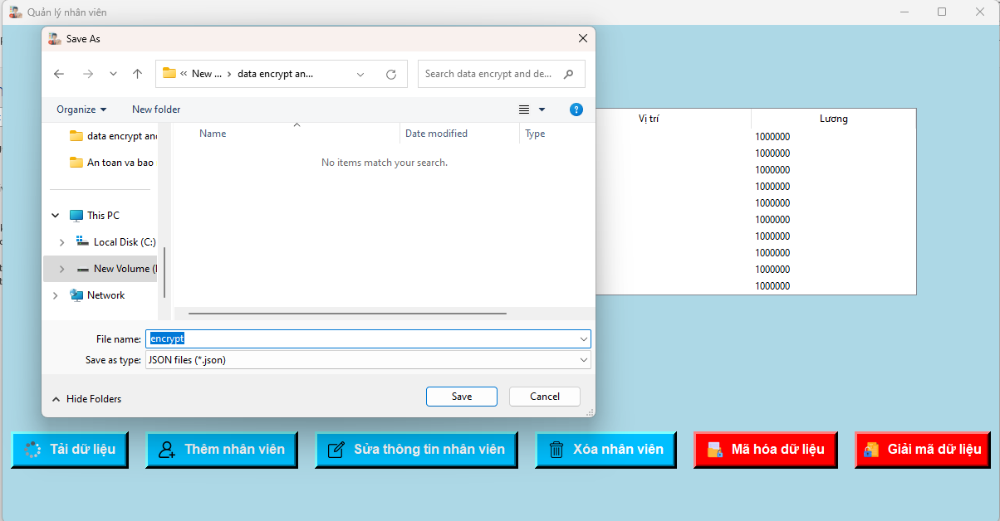 Quản lý nhân viên
Save As
« New ... › data encrypt an...
Search data encrypt and de...
Organize
New folder
Name
Date modified
Type
No items match your search.
data encrypt and
An toan va bao
This PC
Local Disk (C:)
New Volume (
Network
File name: encrypt
Save as type: JSON files (*.json)
Hide Folders
Save
Cancel
Vị trí
Lương
1000000
1000000
1000000
1000000
1000000
1000000
1000000
1000000
1000000
1000000
Tải dữ liệu
Thêm nhân viên
Sửa thông tin nhân viên
Xóa nhân viên
Mã hóa dữ liệu
Giải mã dữ liệu